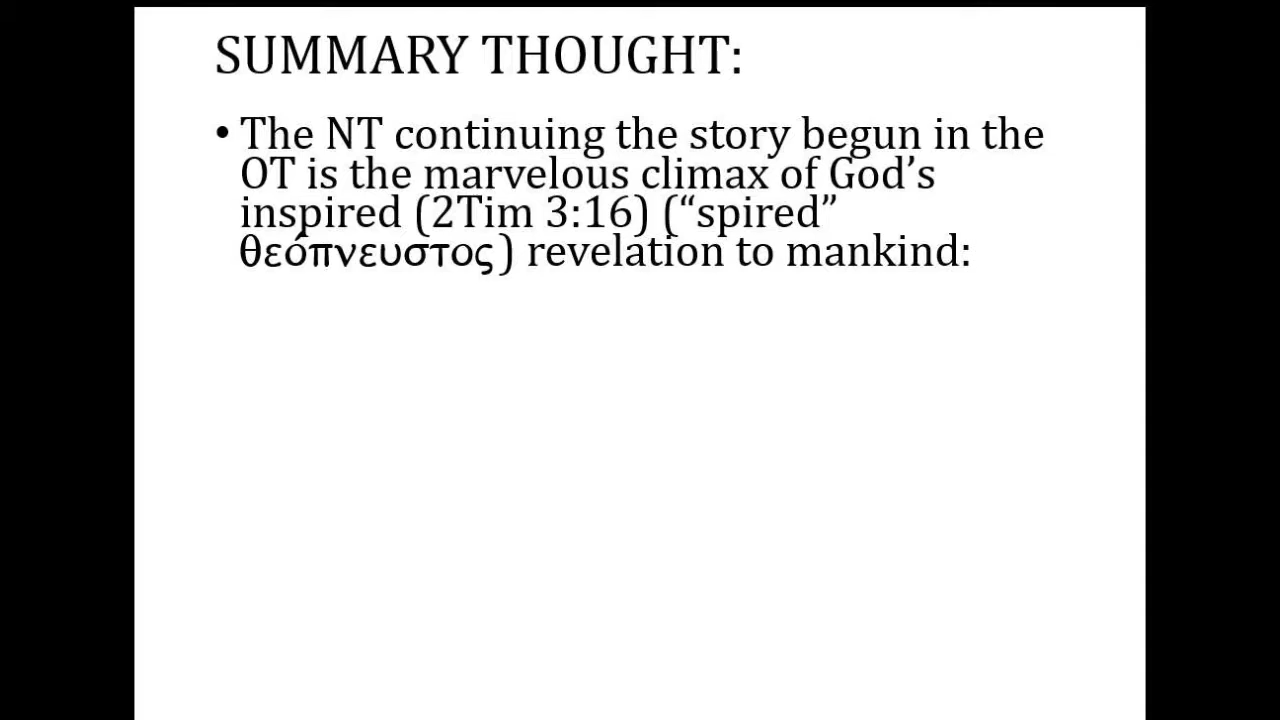 SUMMARY THOUGHT:
• The NT continuing the story begun in the
OT is the marvelous climax of God’s
inspired (2Tim 3:16) (“spired”
θεόπνευστος) revelation to mankind: